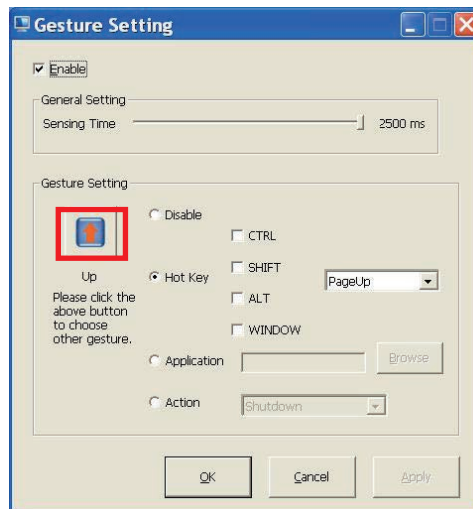 Gesture Setting
Enable
General Setting
Sensing Time
2500 ms
Gesture Setting
Disable
CTRL
SHIFT
Up
Hot Key
PageUp
Please click the
above button
to choose
other gesture.
ALT
WINDOW
Application
Browse
Action
Shutdown
OK
Cancel
Apply